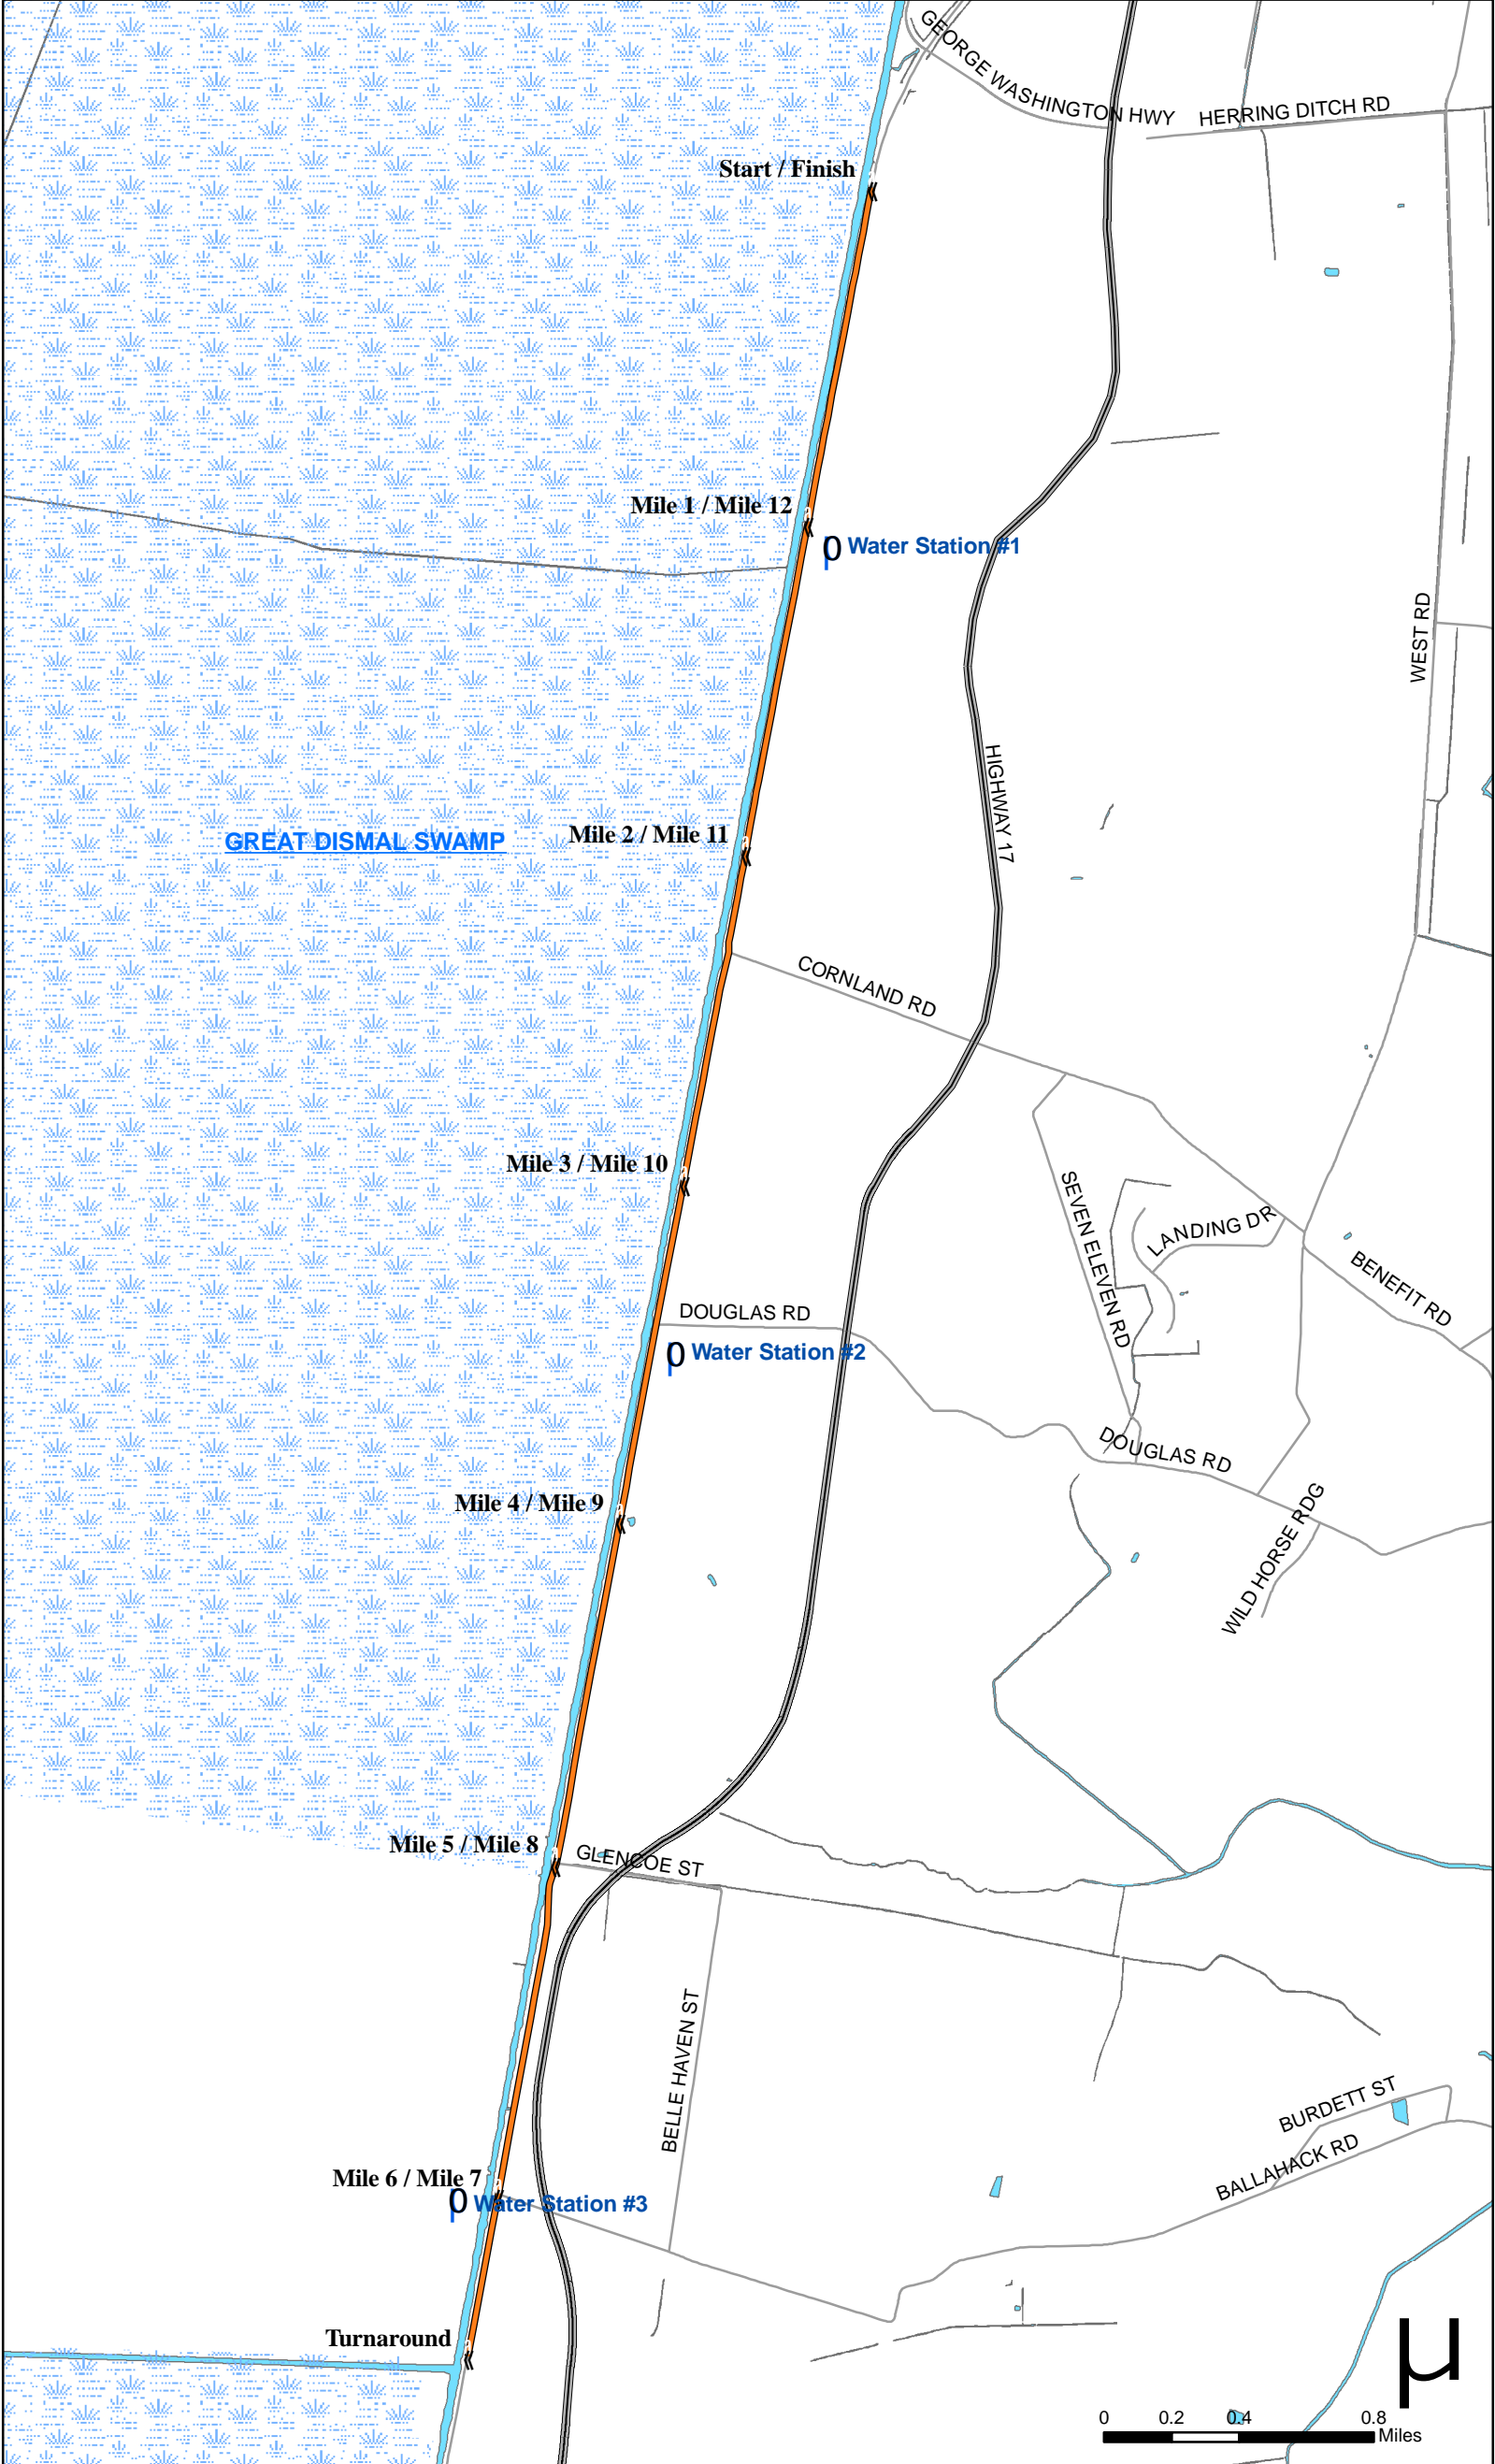 GEORGE WASHINGTON HWY
HERRING DITCH RD
Start / Finish
Mile 1 / Mile 12
Water Station #1
WEST RD
HIGHWAY 17
Mile 2 / Mile 11
GREAT DISMAL SWAMP
CORNLAND RD
Mile 3 / Mile 10
SEVEN ELEVEN RD
LANDING DR
BENEFIT RD
DOUGLAS RD
Water Station #2
DOUGLAS RD
Mile 4 / Mile 9
WILD HORSE RDG
Mile 5 / Mile 8
GLENCOE ST
BELLE HAVEN ST
BURDETT ST
BALLAHACK RD
Mile 6 / Mile 7
Water Station #3
Turnaround
µ
0 0.2 0.4 0.8
Miles